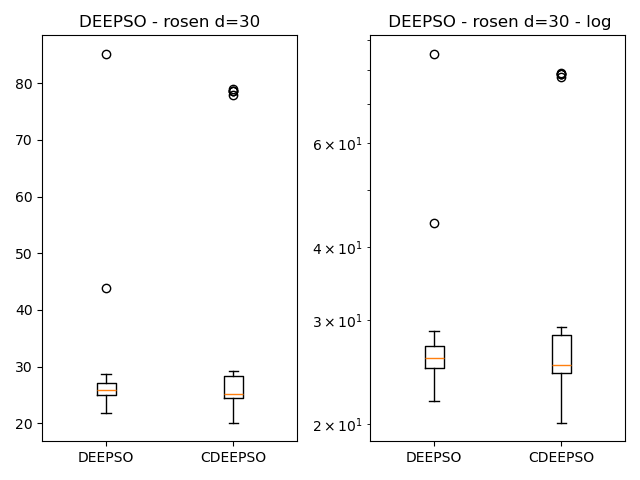 DEEPSO - rosen d=30
80
70
60
50
40
30
20
DEEPSO
CDEEPSO
DEEPSO - rosen d=30 - log
6 × 10¹
4 × 10¹
3 × 10¹
2 × 10¹
DEEPSO
CDEEPSO